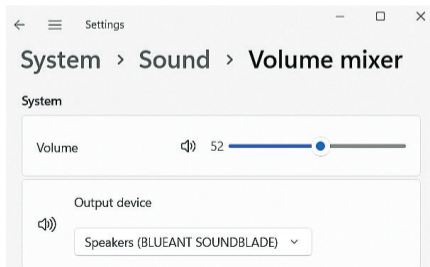 Settings
System > Sound > Volume mixer
System
Volume 52
Output device
Speakers (BLUEANT SOUNDBLADE)